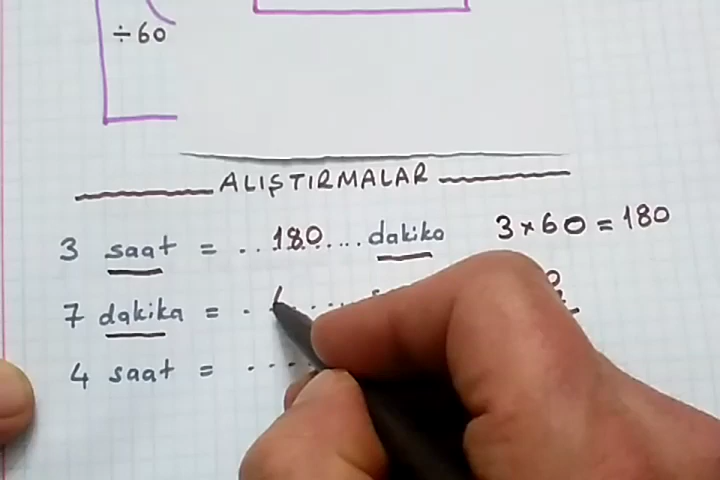 ÷60
ALIŞTIRMALAR
3 saat = ..180.... dakika 3×60=180
7 dakika = . ....
4 saat = ....